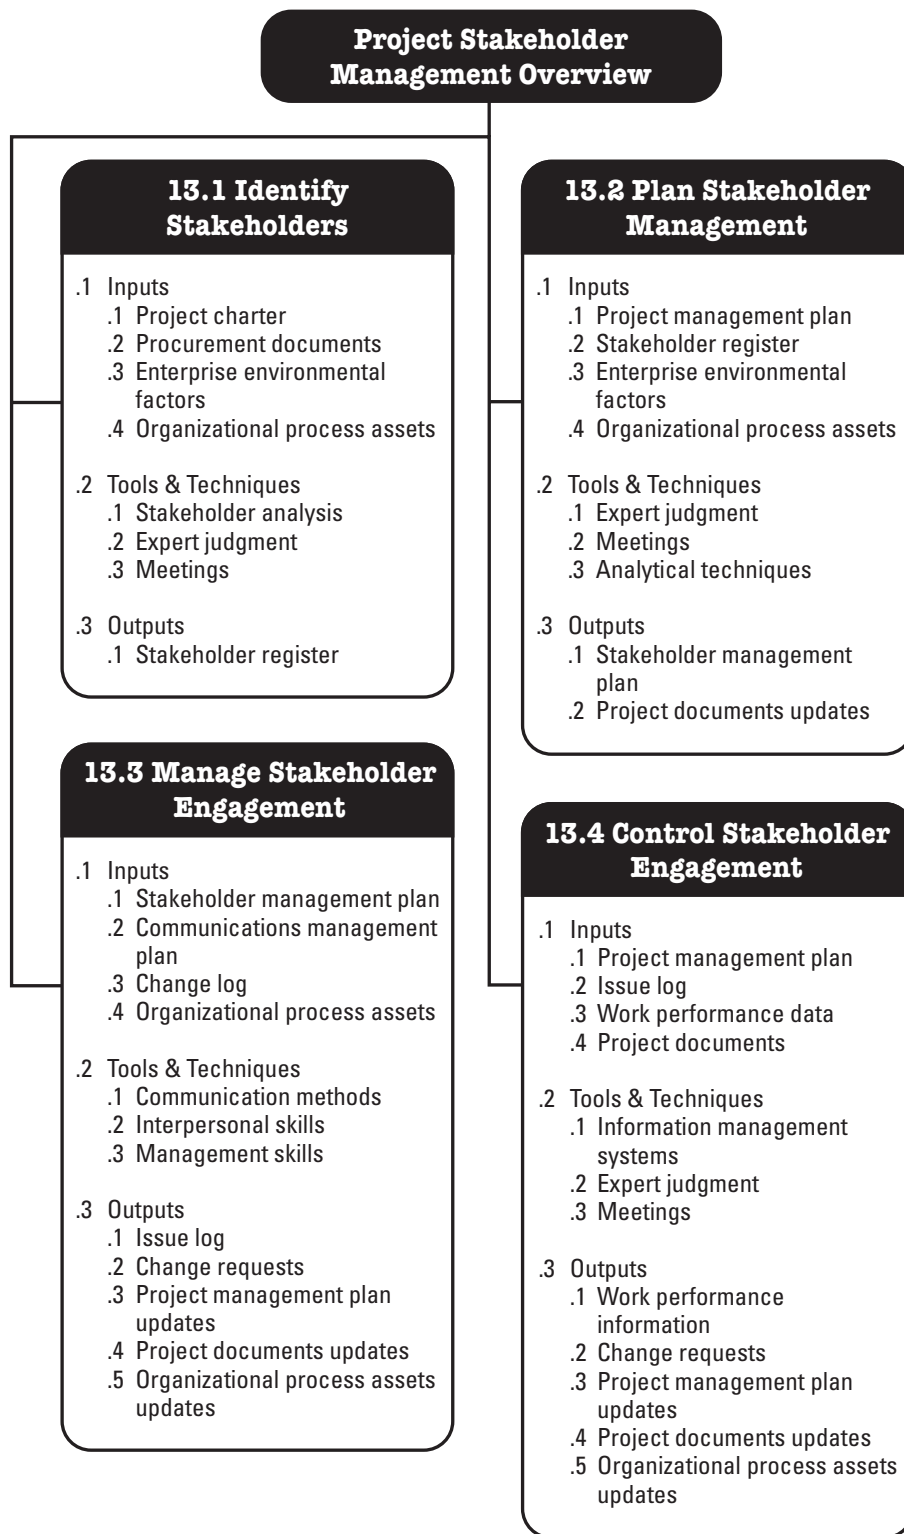 Project Stakeholder
Management Overview
13.1 Identify
Stakeholders
.1 Inputs
.1 Project charter
.2 Procurement documents
.3 Enterprise environmental
factors
.4 Organizational process assets
.2 Tools & Techniques
.1 Stakeholder analysis
.2 Expert judgment
.3 Meetings
.3 Outputs
.1 Stakeholder register
13.2 Plan Stakeholder
Management
.1 Inputs
.1 Project management plan
.2 Stakeholder register
.3 Enterprise environmental
factors
.4 Organizational process assets
.2 Tools & Techniques
.1 Expert judgment
.2 Meetings
.3 Analytical techniques
.3 Outputs
.1 Stakeholder management
plan
.2 Project documents updates
13.3 Manage Stakeholder
Engagement
.1 Inputs
.1 Stakeholder management plan
.2 Communications management
plan
.3 Change log
.4 Organizational process assets
.2 Tools & Techniques
.1 Communication methods
.2 Interpersonal skills
.3 Management skills
.3 Outputs
.1 Issue log
.2 Change requests
.3 Project management plan
updates
.4 Project documents updates
.5 Organizational process assets
updates
13.4 Control Stakeholder
Engagement
.1 Inputs
.1 Project management plan
.2 Issue log
.3 Work performance data
.4 Project documents
.2 Tools & Techniques
.1 Information management
systems
.2 Expert judgment
.3 Meetings
.3 Outputs
.1 Work performance
information
.2 Change requests
.3 Project management plan
updates
.4 Project documents updates
.5 Organizational process assets
updates